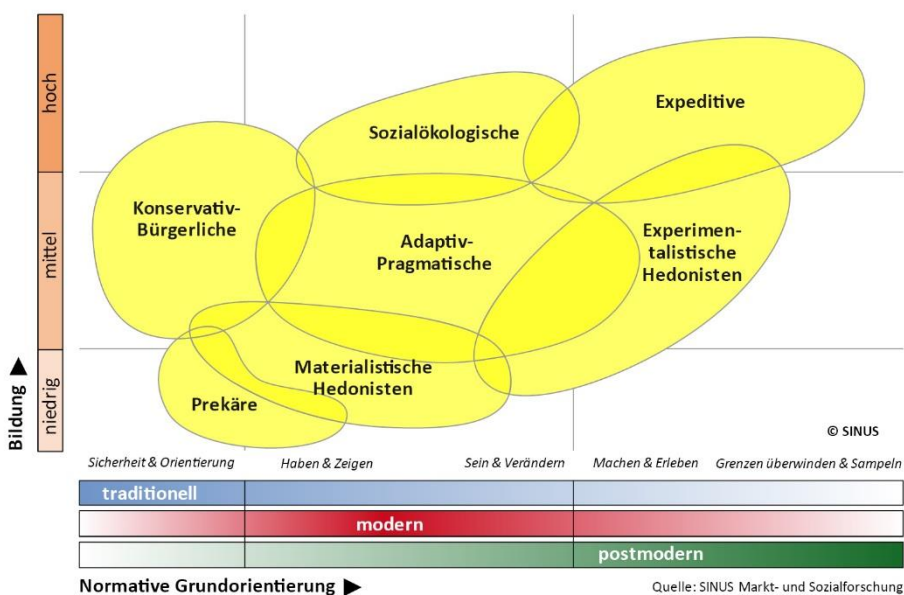 hoch
mittel
niedrig
Bildung ►
Expeditive
Sozialökologische
Konservativ-
Bürgerliche
Adaptiv-
Pragmatische
Experimen-
talistische
Hedonisten
Materialistische
Hedonisten
Prekäre
© SINUS
Sicherheit & Orientierung
Haben & Zeigen
Sein & Verändern
Machen & Erleben
Grenzen überwinden & Sampeln
traditionell
modern
postmodern
Normative Grundorientierung ►
Quelle: SINUS Markt- und Sozialforschung